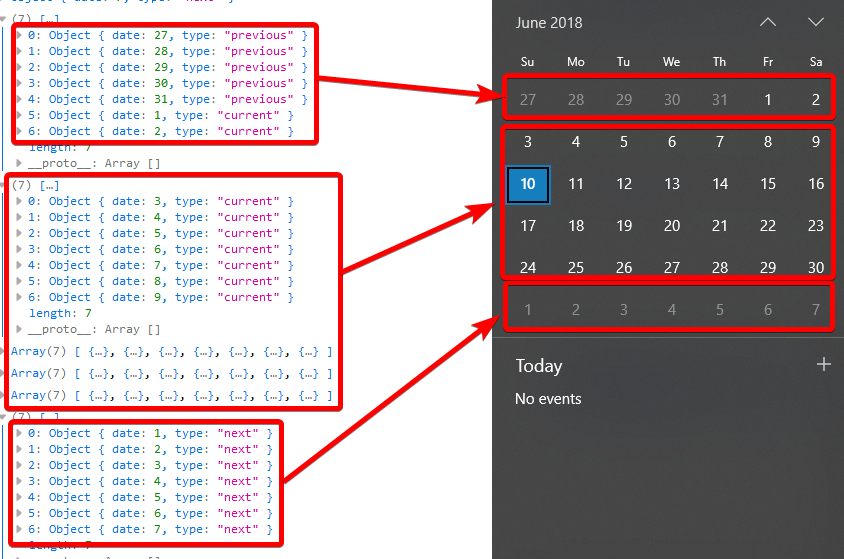 (7) […]
0: Object { date: 27, type: "previous" }
1: Object { date: 28, type: "previous" }
2: Object { date: 29, type: "previous" }
3: Object { date: 30, type: "previous" }
4: Object { date: 31, type: "previous" }
5: Object { date: 1, type: "current" }
6: Object { date: 2, type: "current" }
length: 7
__proto__: Array []
(7) […]
0: Object { date: 3, type: "current" }
1: Object { date: 4, type: "current" }
2: Object { date: 5, type: "current" }
3: Object { date: 6, type: "current" }
4: Object { date: 7, type: "current" }
5: Object { date: 8, type: "current" }
6: Object { date: 9, type: "current" }
length: 7
__proto__: Array []
Array(7) [ {…}, {…}, {…}, {…}, {…}, {…}, {…} ]
Array(7) [ {…}, {…}, {…}, {…}, {…}, {…}, {…} ]
Array(7) [ {…}, {…}, {…}, {…}, {…}, {…}, {…} ]
(7) […]
0: Object { date: 1, type: "next" }
1: Object { date: 2, type: "next" }
2: Object { date: 3, type: "next" }
3: Object { date: 4, type: "next" }
4: Object { date: 5, type: "next" }
5: Object { date: 6, type: "next" }
6: Object { date: 7, type: "next" }
length: 7
June 2018
Su Mo Tu We Th Fr Sa
27 28 29 30 31 1 2
3 4 5 6 7 8 9
10 11 12 13 14 15 16
17 18 19 20 21 22 23
24 25 26 27 28 29 30
1 2 3 4 5 6 7
Today +
No events